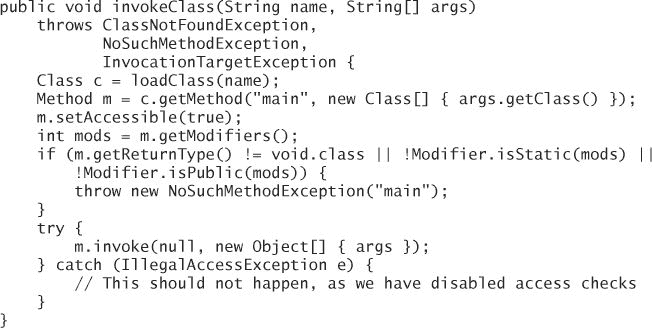 public void invokeClass(String name, String[] args)
    throws ClassNotFoundException,
           NoSuchMethodException,
           InvocationTargetException {
    Class c = loadClass(name);
    Method m = c.getMethod("main", new Class[] { args.getClass() });
    m.setAccessible(true);
    int mods = m.getModifiers();
    if (m.getReturnType() != void.class || !Modifier.isStatic(mods) ||
        !Modifier.isPublic(mods)) {
        throw new NoSuchMethodException("main");
    }
    try {
        m.invoke(null, new Object[] { args });
    } catch (IllegalAccessException e) {
        // This should not happen, as we have disabled access checks
    }
}